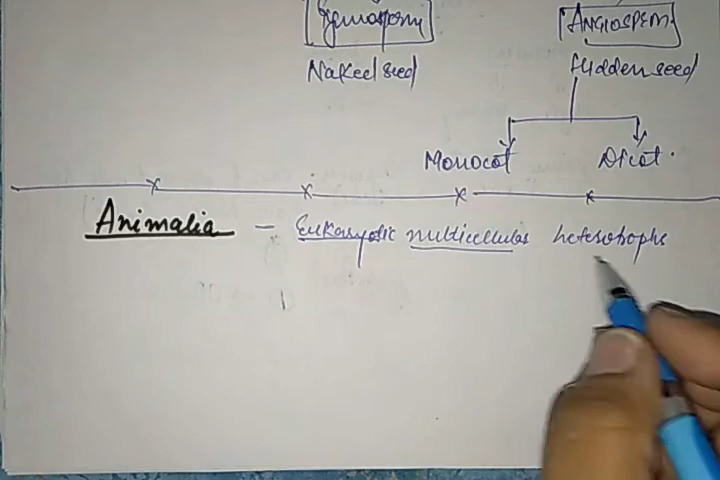 Gymnosperm ANGIOSPERM
Naked seed Hidden seed
Monocot Dicot.
Animalia - Eukaryotic multicellular heterotrophs